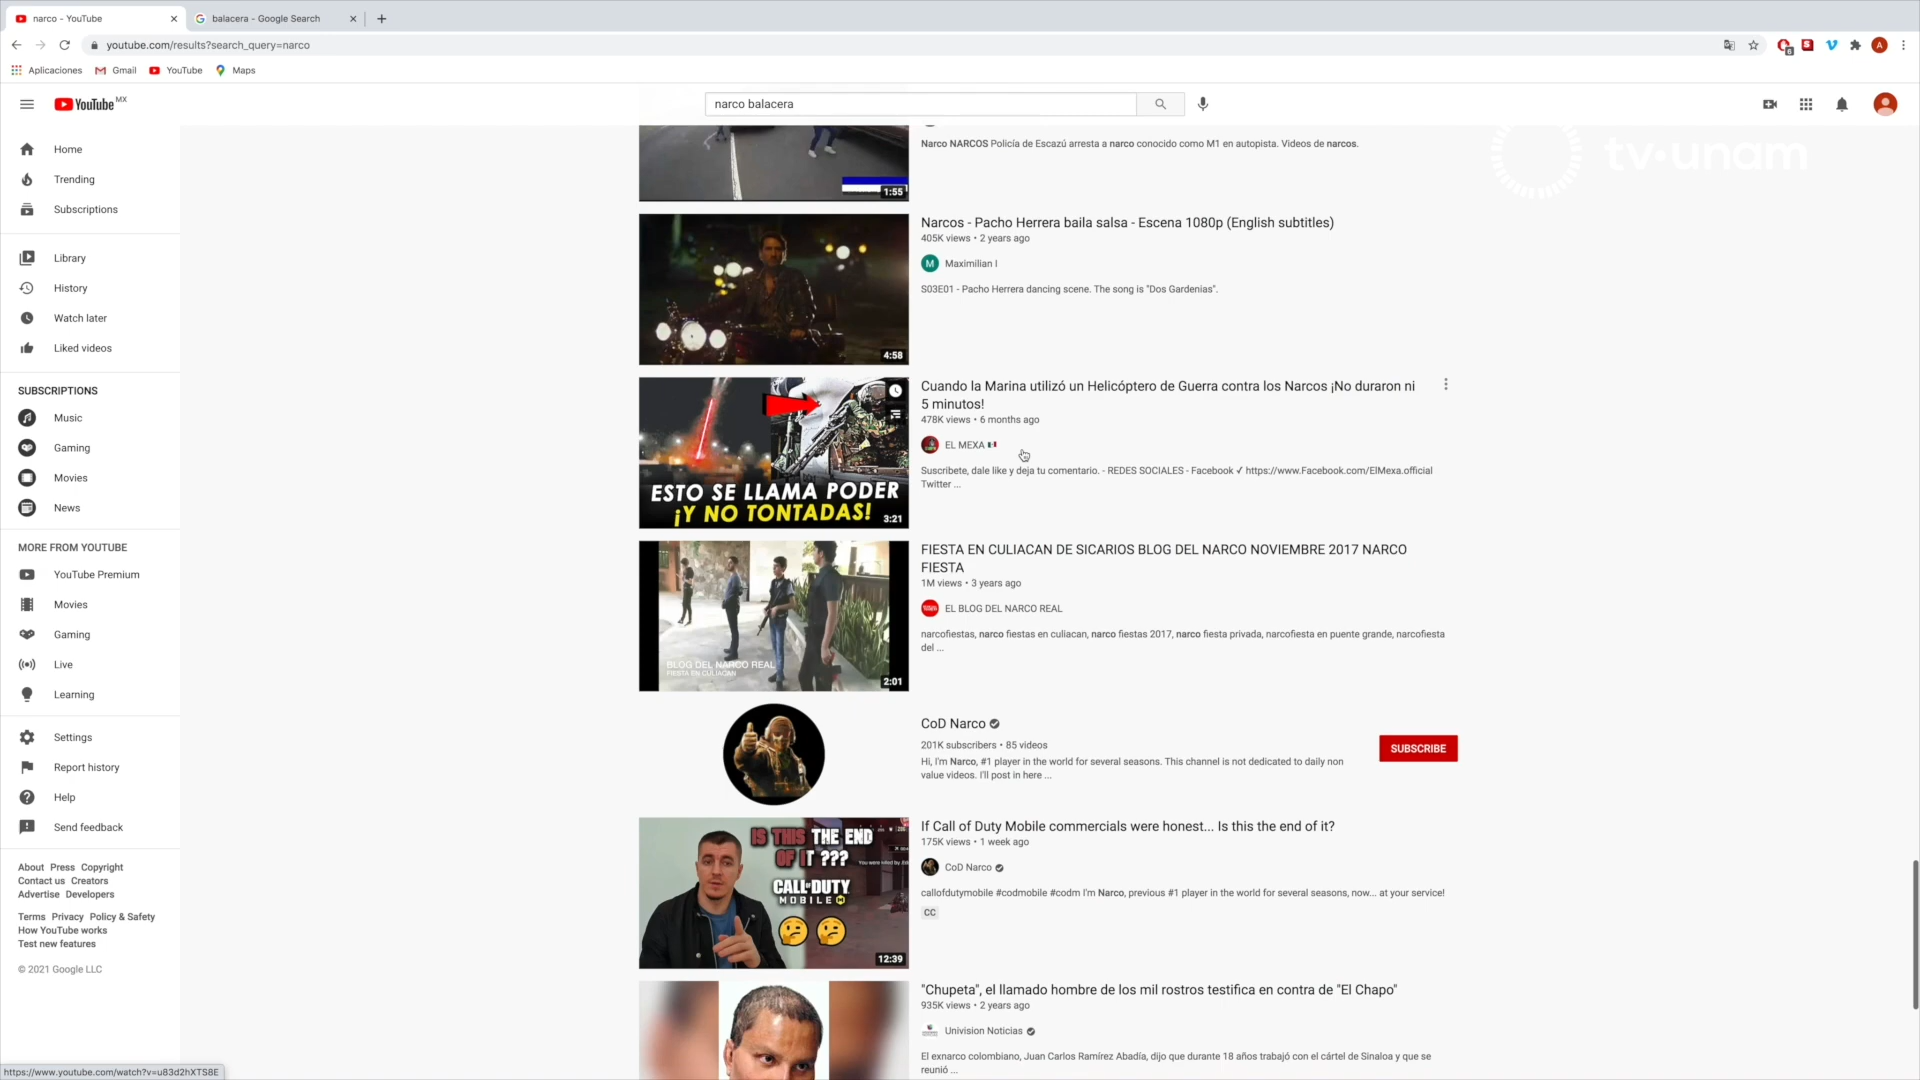 narco - YouTube
balacera - Google Search
youtube.com/results?search_query=narco
Aplicaciones
Gmail
YouTube
Maps
YouTube MX
narco balacera
tv·unam
Home
Trending
Subscriptions
Library
History
Watch later
Liked videos
SUBSCRIPTIONS
Music
Gaming
Movies
News
MORE FROM YOUTUBE
YouTube Premium
Movies
Gaming
Live
Learning
Settings
Report history
Help
Send feedback
About Press Copyright
Contact us Creators
Advertise Developers
Terms Privacy Policy & Safety
How YouTube works
Test new features
© 2021 Google LLC
https://www.youtube.com/watch?v=u83d2hXTS8E
1:55
Narco NARCOS Policía de Escazú arresta a narco conocido como M1 en autopista. Videos de narcos.
4:58
Narcos - Pacho Herrera baila salsa - Escena 1080p (English subtitles)
405K views • 2 years ago
M
Maximilian I
S03E01 - Pacho Herrera dancing scene. The song is "Dos Gardenias".
ESTO SE LLAMA PODER
¡Y NO TONTADAS!
3:21
Cuando la Marina utilizó un Helicóptero de Guerra contra los Narcos ¡No duraron ni
5 minutos!
478K views • 6 months ago
EL MEXA
Suscribete, dale like y deja tu comentario. - REDES SOCIALES - Facebook ✓ https://www.Facebook.com/ElMexa.official
Twitter ...
BLOG DEL NARCO REAL
FIESTA EN CULIACAN
2:01
FIESTA EN CULIACAN DE SICARIOS BLOG DEL NARCO NOVIEMBRE 2017 NARCO
FIESTA
1M views • 3 years ago
EL BLOG DEL NARCO REAL
narcofiestas, narco fiestas en culiacan, narco fiestas 2017, narco fiesta privada, narcofiesta en puente grande, narcofiesta
del ...
CoD Narco
201K subscribers • 85 videos
Hi, I'm Narco, #1 player in the world for several seasons. This channel is not dedicated to daily non
value videos. I'll post in here ...
SUBSCRIBE
IS THIS THE END
OF IT ???
CALL·DUTY
MOBILE
12:39
If Call of Duty Mobile commercials were honest... Is this the end of it?
175K views • 1 week ago
CoD Narco
callofdutymobile #codmobile #codm I'm Narco, previous #1 player in the world for several seasons, now... at your service!
CC
"Chupeta", el llamado hombre de los mil rostros testifica en contra de "El Chapo"
935K views • 2 years ago
Univision Noticias
El exnarco colombiano, Juan Carlos Ramírez Abadía, dijo que durante 18 años trabajó con el cártel de Sinaloa y que se
reunió ...